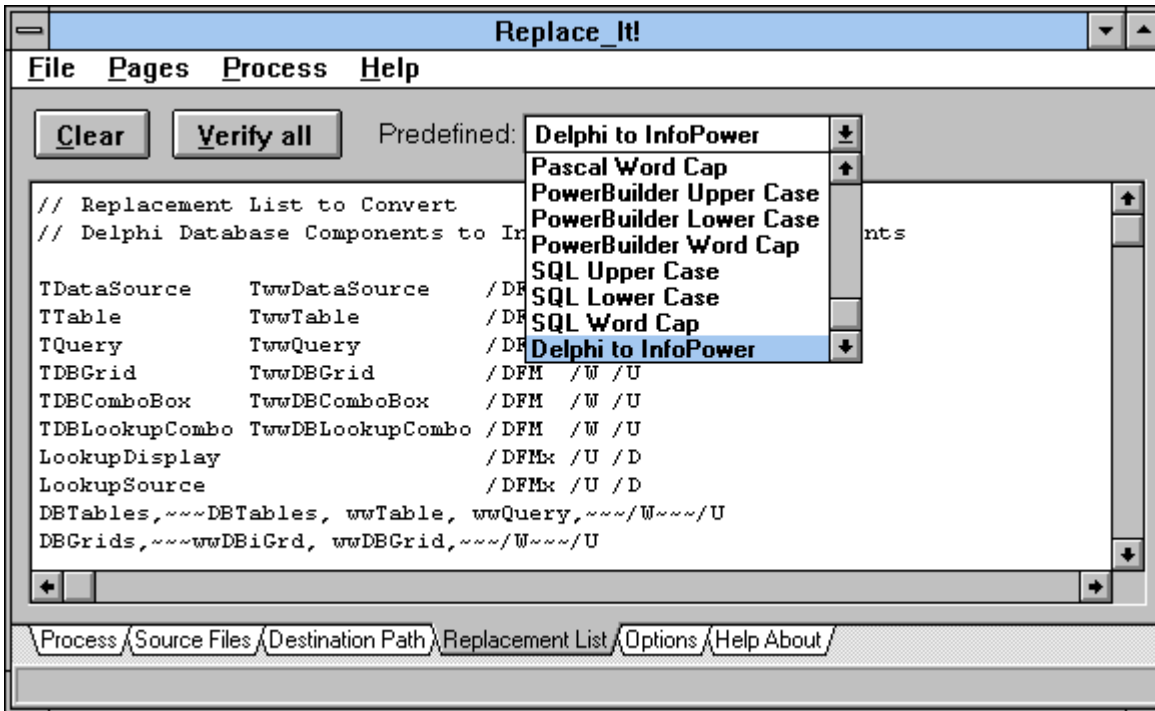 Replace_It!
File Pages Process Help
Clear Verify all Predefined: Delphi to InfoPower
Pascal Word Cap
PowerBuilder Upper Case
PowerBuilder Lower Case
PowerBuilder Word Cap
SQL Upper Case
SQL Lower Case
SQL Word Cap
Delphi to InfoPower
// Replacement List to Convert
// Delphi Database Components to In nts
TDataSource TwwDataSource /DF
TTable TwwTable /DF
TQuery TwwQuery /DF
TDBGrid TwwDBGrid /DFM /W /U
TDBComboBox TwwDBComboBox /DFM /W /U
TDBLookupCombo TwwDBLookupCombo /DFM /W /U
LookupDisplay /DFMx /U /D
LookupSource /DFMx /U /D
DBTables,~~~DBTables, wwTable, wwQuery,~~~/W~~~/U
DBGrids,~~~wwDBiGrd, wwDBGrid,~~~/W~~~/U
Process Source Files Destination Path Replacement List Options Help About